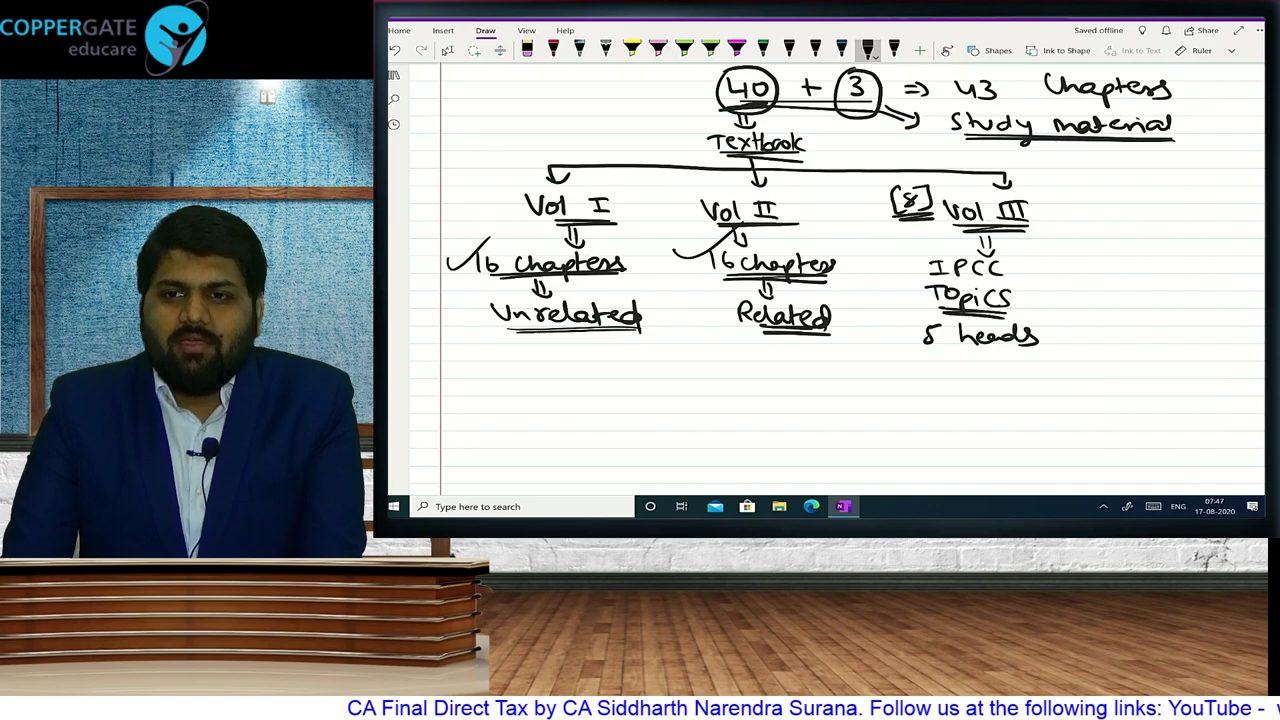 COPPERGATE
educare
Home Insert Draw View Help
Saved offline
Share
Shapes
Ink to Shape
Ink to Text
Ruler
40 + 3 => 43 Chapters
Study material
Textbook
Vol I Vol II [8] Vol III
16 Chapters 16 Chapters IPCC
Unrelated Related Topics
5 heads
Type here to search
ENG
07:47
17-08-2020
CA Final Direct Tax by CA Siddharth Narendra Surana. Follow us at the following links: YouTube -